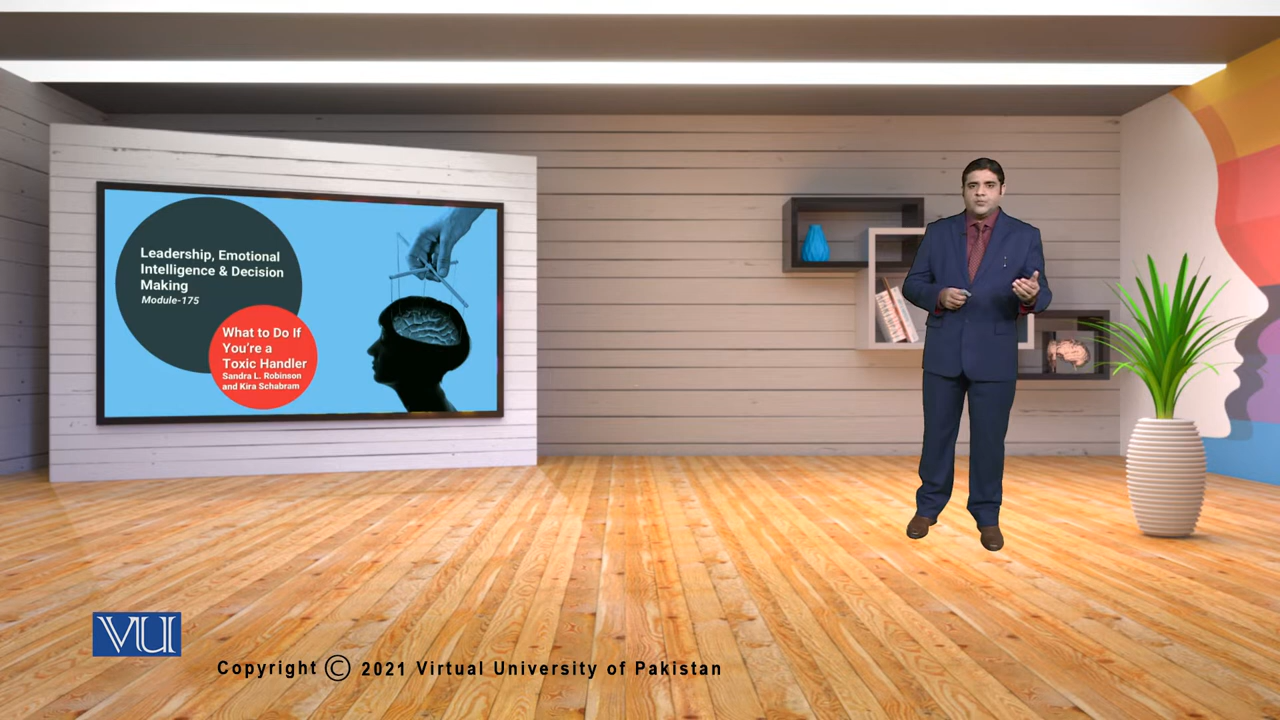 Leadership, Emotional
Intelligence & Decision
Making
Module-175
What to Do If
You're a
Toxic Handler
Sandra L. Robinson
and Kira Schabram
VU
Copyright © 2021 Virtual University of Pakistan